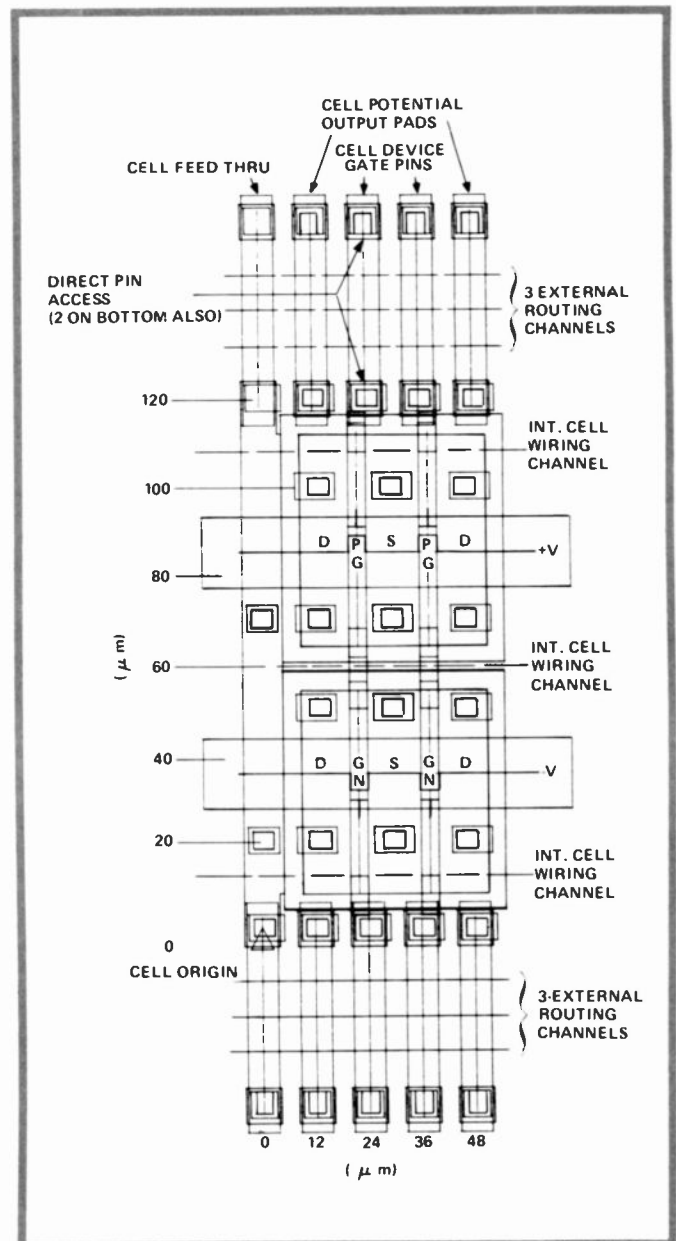 CELL POTENTIAL
OUTPUT PADS
CELL FEED THRU
CELL DEVICE
GATE PINS
DIRECT PIN
ACCESS
(2 ON BOTTOM ALSO)
3 EXTERNAL
ROUTING
CHANNELS
120
INT. CELL
WIRING
CHANNEL
100
D P S P D
G G
+V
80
(μm)
60
INT. CELL
WIRING
CHANNEL
40
D G S G D
N N
-V
20
INT. CELL
WIRING
CHANNEL
0
CELL ORIGIN
3-EXTERNAL
ROUTING
CHANNELS
0 12 24 36 48
(μm)